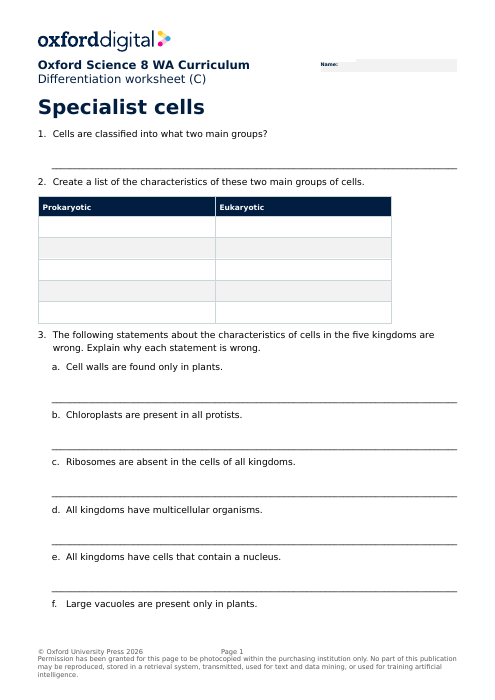 oxforddigital
Oxford Science 8 WA Curriculum
Name:
Differentiation worksheet (C)
Specialist cells
1. Cells are classified into what two main groups?
2. Create a list of the characteristics of these two main groups of cells.
Prokaryotic Eukaryotic
3. The following statements about the characteristics of cells in the five kingdoms are
wrong. Explain why each statement is wrong.
a. Cell walls are found only in plants.
b. Chloroplasts are present in all protists.
c. Ribosomes are absent in the cells of all kingdoms.
d. All kingdoms have multicellular organisms.
e. All kingdoms have cells that contain a nucleus.
f. Large vacuoles are present only in plants.
© Oxford University Press 2026 Page 1
Permission has been granted for this page to be photocopied within the purchasing institution only. No part of this publication
may be reproduced, stored in a retrieval system, transmitted, used for text and data mining, or used for training artificial
intelligence.